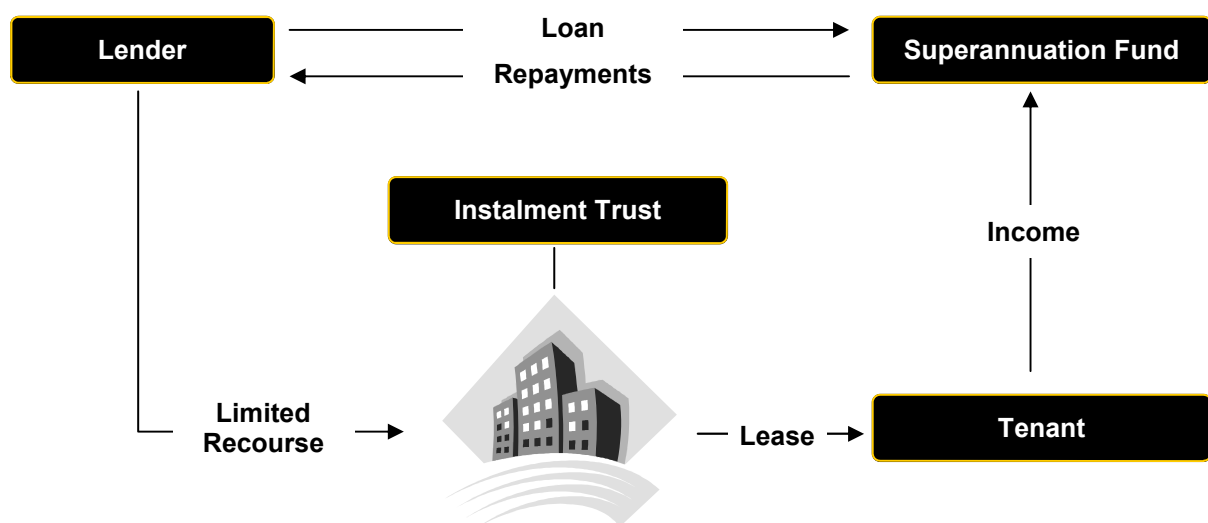 Lender
Loan
Superannuation Fund
Repayments
Instalment Trust
Income
Limited
Recourse
Lease
Tenant